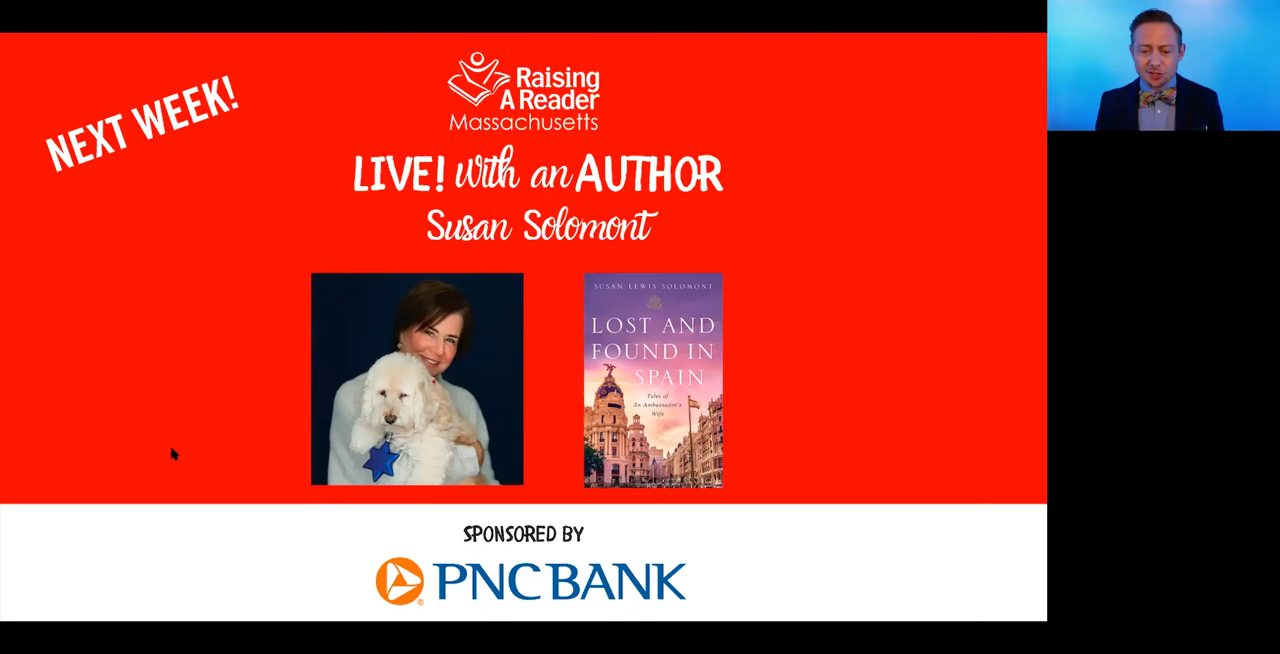 NEXT WEEK!
Raising
A Reader
Massachusetts
LIVE! with an AUTHOR
Susan Solomont
SUSAN LEWIS SOLOMONT
LOST AND
FOUND IN
SPAIN
Tales of
An Ambassador's
Wife
SPONSORED BY
PNC BANK